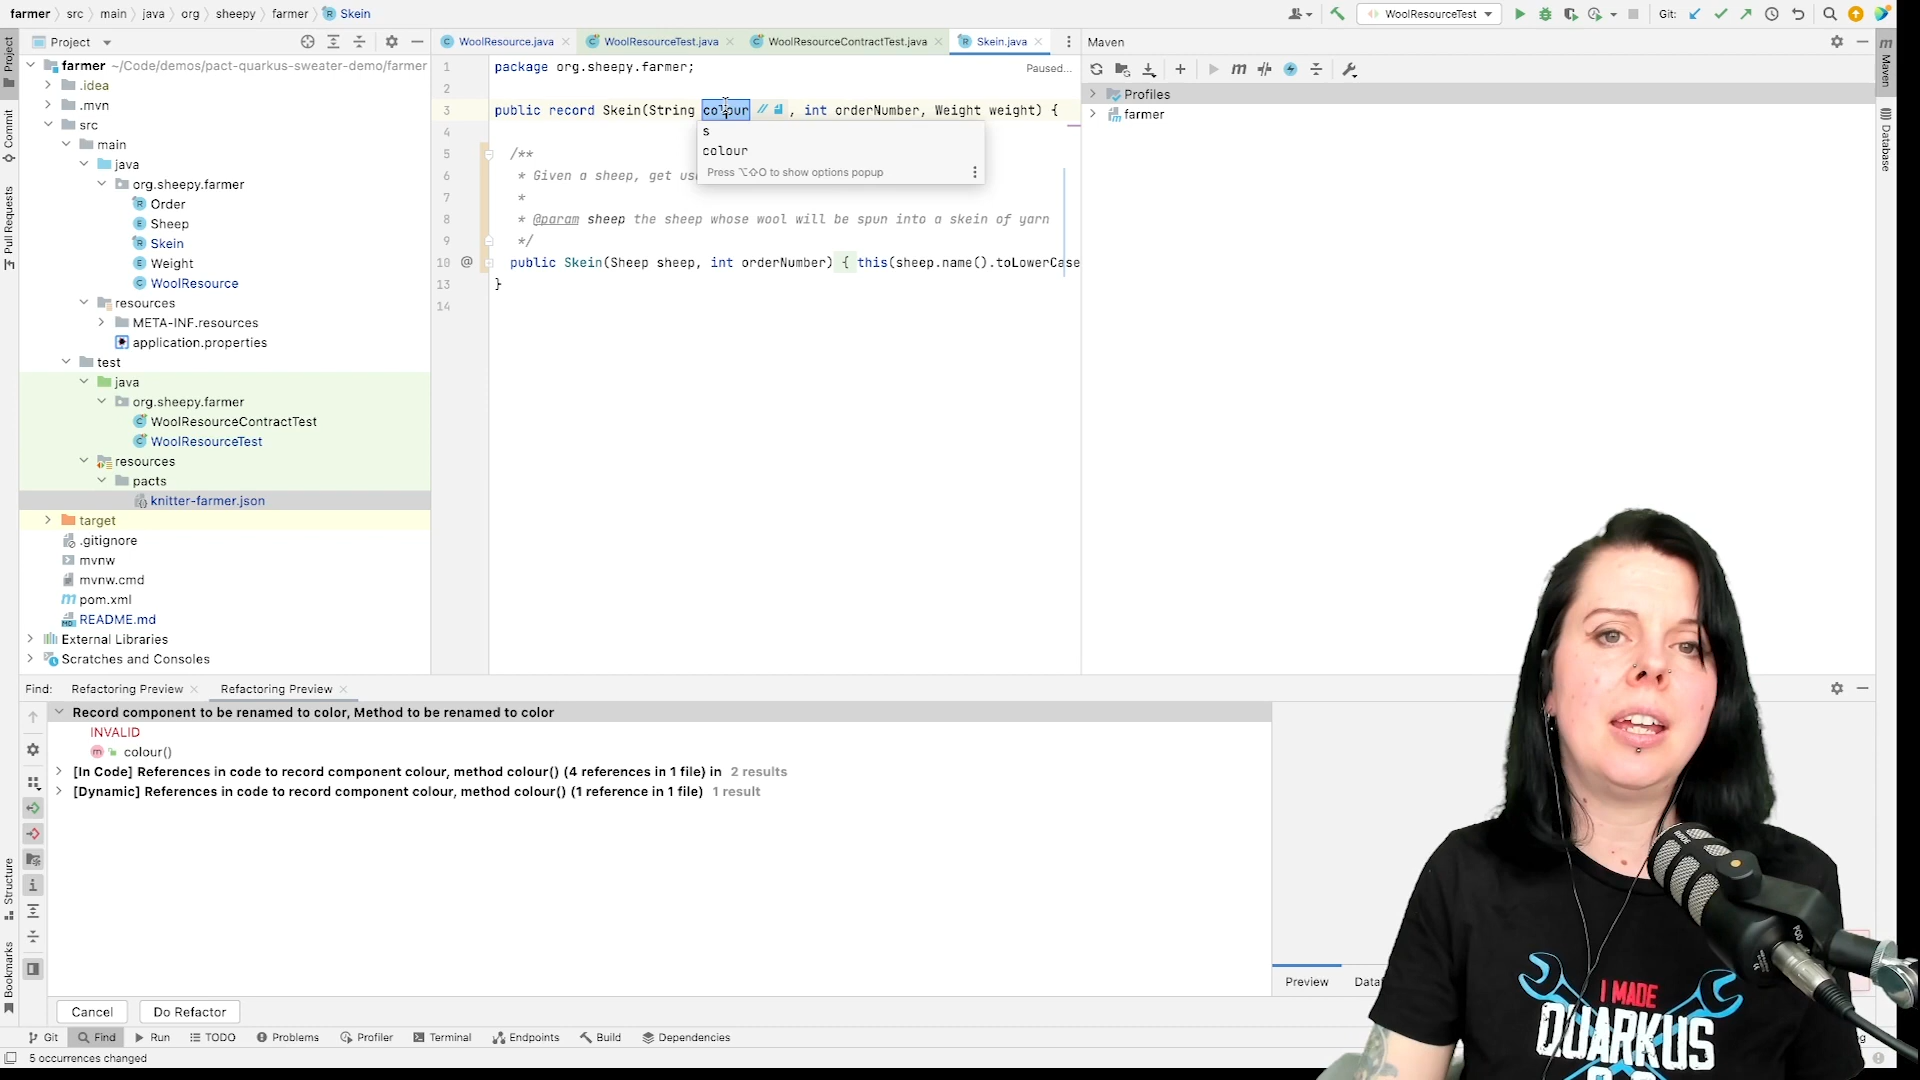 farmer src main java org sheepy farmer Skein
WoolResourceTest
Git:
Project
WoolResource.java
WoolResourceTest.java
WoolResourceContractTest.java
Skein.java
Maven
Project
Commit
Pull Requests
farmer ~/Code/demos/pact-quarkus-sweater-demo/farmer
.idea
.mvn
src
main
java
org.sheepy.farmer
Order
Sheep
Skein
Weight
WoolResource
resources
META-INF.resources
application.properties
test
java
org.sheepy.farmer
WoolResourceContractTest
WoolResourceTest
resources
pacts
knitter-farmer.json
target
.gitignore
mvnw
mvnw.cmd
pom.xml
README.md
External Libraries
Scratches and Consoles
1 package org.sheepy.farmer;
Paused...
2
3 public record Skein(String colour , int orderNumber, Weight weight) {
4
s
colour
Press ⌥⇧O to show options popup
5 /**
6 * Given a sheep, get us
7 *
8 * @param sheep the sheep whose wool will be spun into a skein of yarn
9 */
10 @ public Skein(Sheep sheep, int orderNumber) { this(sheep.name().toLowerCase
13 }
14
m
Profiles
farmer
Maven
Database
Find: Refactoring Preview Refactoring Preview
Record component to be renamed to color, Method to be renamed to color
INVALID
colour()
[In Code] References in code to record component colour, method colour() (4 references in 1 file) in 2 results
[Dynamic] References in code to record component colour, method colour() (1 reference in 1 file) 1 result
Structure
Bookmarks
Preview
Cancel Do Refactor
Git Find Run TODO Problems Profiler Terminal Endpoints Build Dependencies
5 occurrences changed
RODE
POD
I MADE
QUARKUS